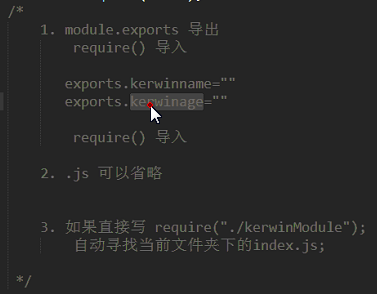 /*
1. module.exports 导出
require() 导入
exports.kerwinname=""
exports.kerwinage=""
require() 导入
2. .js 可以省略
3. 如果直接写 require("./kerwinModule");
自动寻找当前文件夹下的index.js;
*/